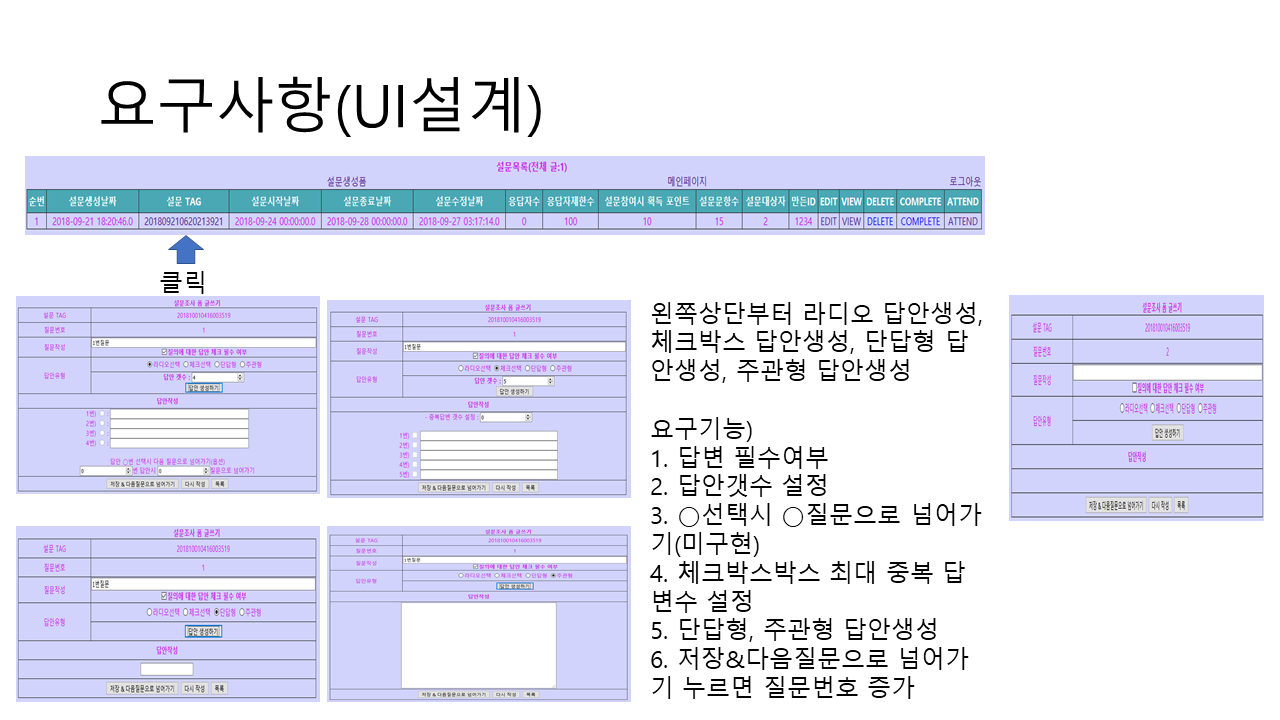 요구사항(UI설계)
설문목록(전체 글:1)
설문생성폼 메인페이지 로그아웃
순번 설문생성날짜 설문 TAG 설문시작날짜 설문종료날짜 설문수정날짜 응답자수 응답자제한수 설문참여시 획득 포인트 설문문항수 설문대상자 만든ID EDIT VIEW DELETE COMPLETE ATTEND
1 2018-09-21 18:20:46.0 201809210620213921 2018-09-24 00:00:00.0 2018-09-28 00:00:00.0 2018-09-27 03:17:14.0 0 100 10 15 2 1234 EDIT VIEW DELETE COMPLETE ATTEND
클릭
설문조사 폼 글쓰기
설문 TAG 201810010416003519
질문번호 1
질문작성 1번질문
질의에 대한 답안 체크 필수 여부
답안유형 라디오선택 체크선택 단답형 주관형
답안 갯수 : 4
답안 생성하기
답안작성
1번) :
2번) :
3번) :
4번) :
답안 ○번 선택시 다음 질문으로 넘어가기(옵션)
0 번 답안시 0 질문으로 넘어가기
저장 & 다음질문으로 넘어가기 다시 작성 목록
설문조사 폼 글쓰기
설문 TAG 201810010416003519
질문번호 1
질문작성 1번질문
질의에 대한 답안 체크 필수 여부
답안유형 라디오선택 체크선택 단답형 주관형
답안 갯수 : 5
답안 생성하기
답안작성
- 중복답변 갯수 설정 : 0
1번)
2번)
3번)
4번)
5번)
저장 & 다음질문으로 넘어가기 다시 작성 목록
설문조사 폼 글쓰기
설문 TAG 201810010416003519
질문번호 1
질문작성 1번질문
질의에 대한 답안 체크 필수 여부
답안유형 라디오선택 체크선택 단답형 주관형
답안 생성하기
답안작성
저장 & 다음질문으로 넘어가기 다시 작성 목록
설문조사 폼 글쓰기
설문 TAG 201810010416003519
질문번호 1
질문작성 1번질문
질의에 대한 답안 체크 필수 여부
답안유형 라디오선택 체크선택 단답형 주관형
답안 생성하기
답안작성
저장 & 다음질문으로 넘어가기 다시 작성 목록
왼쪽상단부터 라디오 답안생성,
체크박스 답안생성, 단답형 답
안생성, 주관형 답안생성
요구기능)
1. 답변 필수여부
2. 답안갯수 설정
3. ○선택시 ○질문으로 넘어가
기(미구현)
4. 체크박스박스 최대 중복 답
변수 설정
5. 단답형, 주관형 답안생성
6. 저장&다음질문으로 넘어가
기 누르면 질문번호 증가
설문조사 폼 글쓰기
설문 TAG 201810010416003519
질문번호 2
질문작성
질의에 대한 답안 체크 필수 여부
답안유형 라디오선택 체크선택 단답형 주관형
답안 생성하기
답안작성
저장 & 다음질문으로 넘어가기 다시 작성 목록